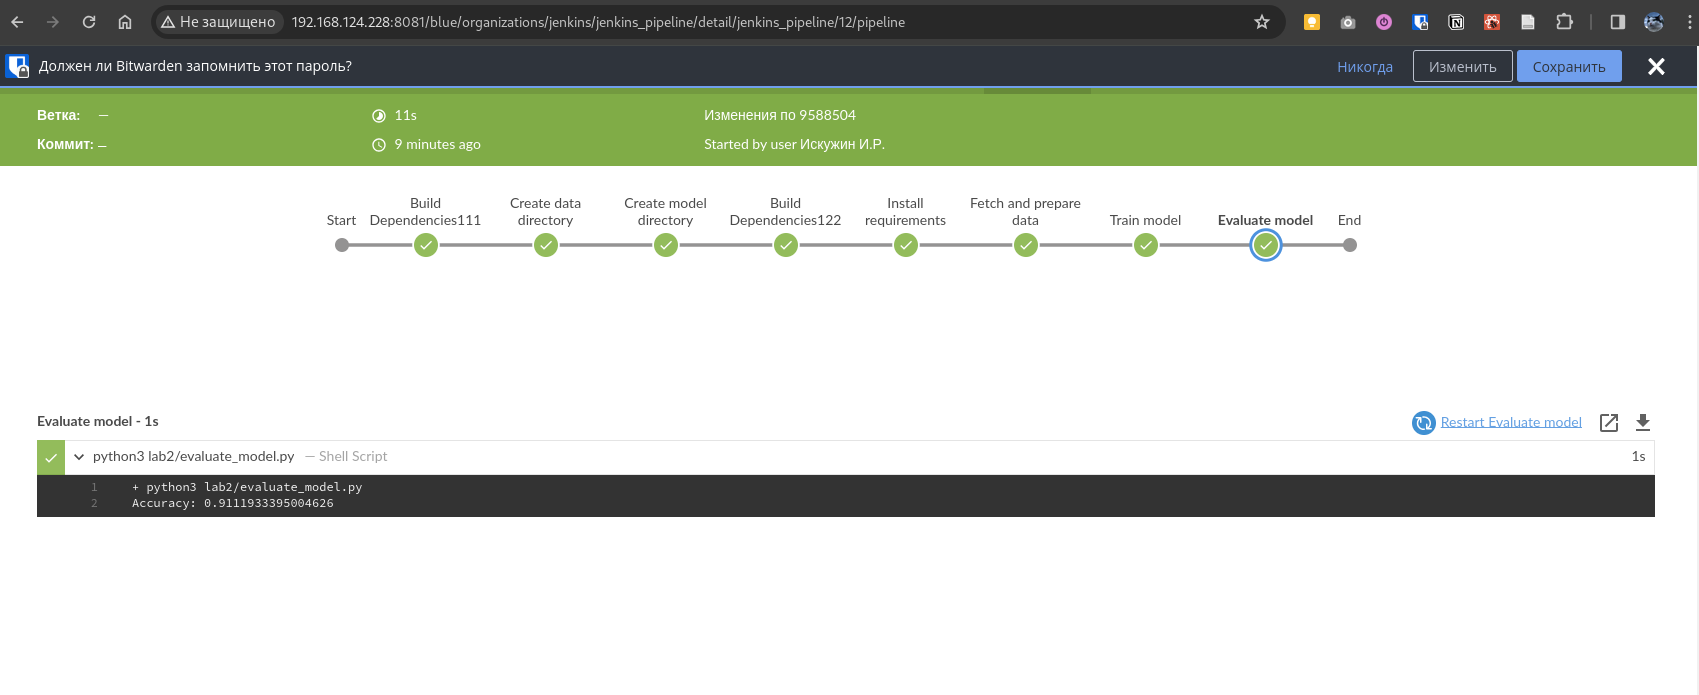 Не защищено 192.168.124.228:8081/blue/organizations/jenkins/jenkins_pipeline/detail/jenkins_pipeline/12/pipeline
Должен ли Bitwarden запомнить этот пароль? Никогда Изменить Сохранить
Ветка: — 11s Изменения по 9588504
Коммит: — 9 minutes ago Started by user Искужин И.Р.
Start
Build
Dependencies111
Create data
directory
Create model
directory
Build
Dependencies122
Install
requirements
Fetch and prepare
data
Train model
Evaluate model
End
Evaluate model - 1s Restart Evaluate model
python3 lab2/evaluate_model.py — Shell Script 1s
1 + python3 lab2/evaluate_model.py
2 Accuracy: 0.9111933395004626